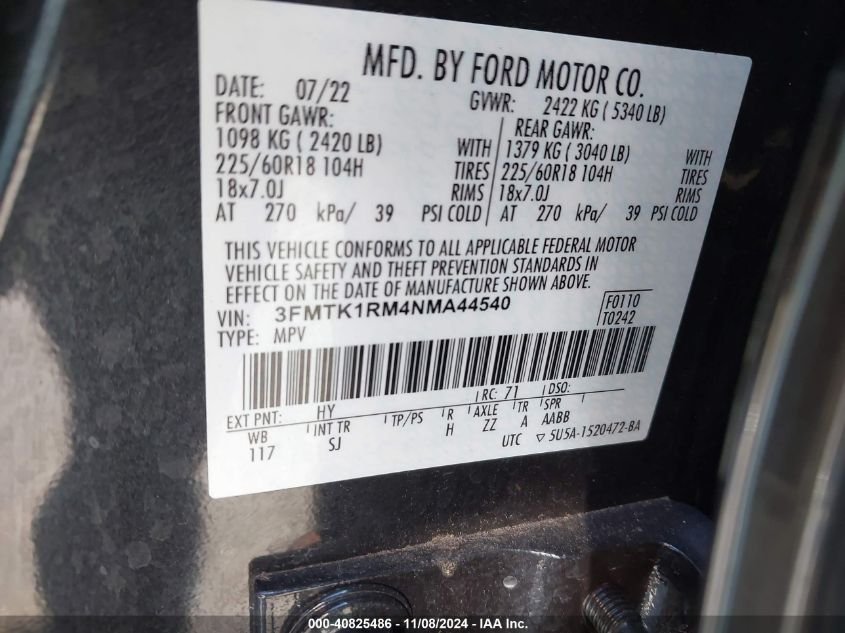 MFD. BY FORD MOTOR CO.
DATE: 07/22 GVWR: 2422 KG ( 5340 LB)
FRONT GAWR: REAR GAWR:
1098 KG ( 2420 LB) WITH 1379 KG ( 3040 LB) WITH
225/60R18 104H TIRES 225/60R18 104H TIRES
18x7.0J RIMS 18x7.0J RIMS
AT 270 kPa/ 39 PSI COLD AT 270 kPa/ 39 PSI COLD
THIS VEHICLE CONFORMS TO ALL APPLICABLE FEDERAL MOTOR
VEHICLE SAFETY AND THEFT PREVENTION STANDARDS IN
EFFECT ON THE DATE OF MANUFACTURE SHOWN ABOVE.
VIN: 3FMTK1RM4NMA44540 F0110
TYPE: MPV T0242
EXT PNT: HY RC: 71 DSO:
WB INT TR TP/PS R AXLE TR SPR
117 SJ H ZZ A AABB
UTC 5U5A-1520472-BA
000-40825486 - 11/08/2024 - IAA Inc.